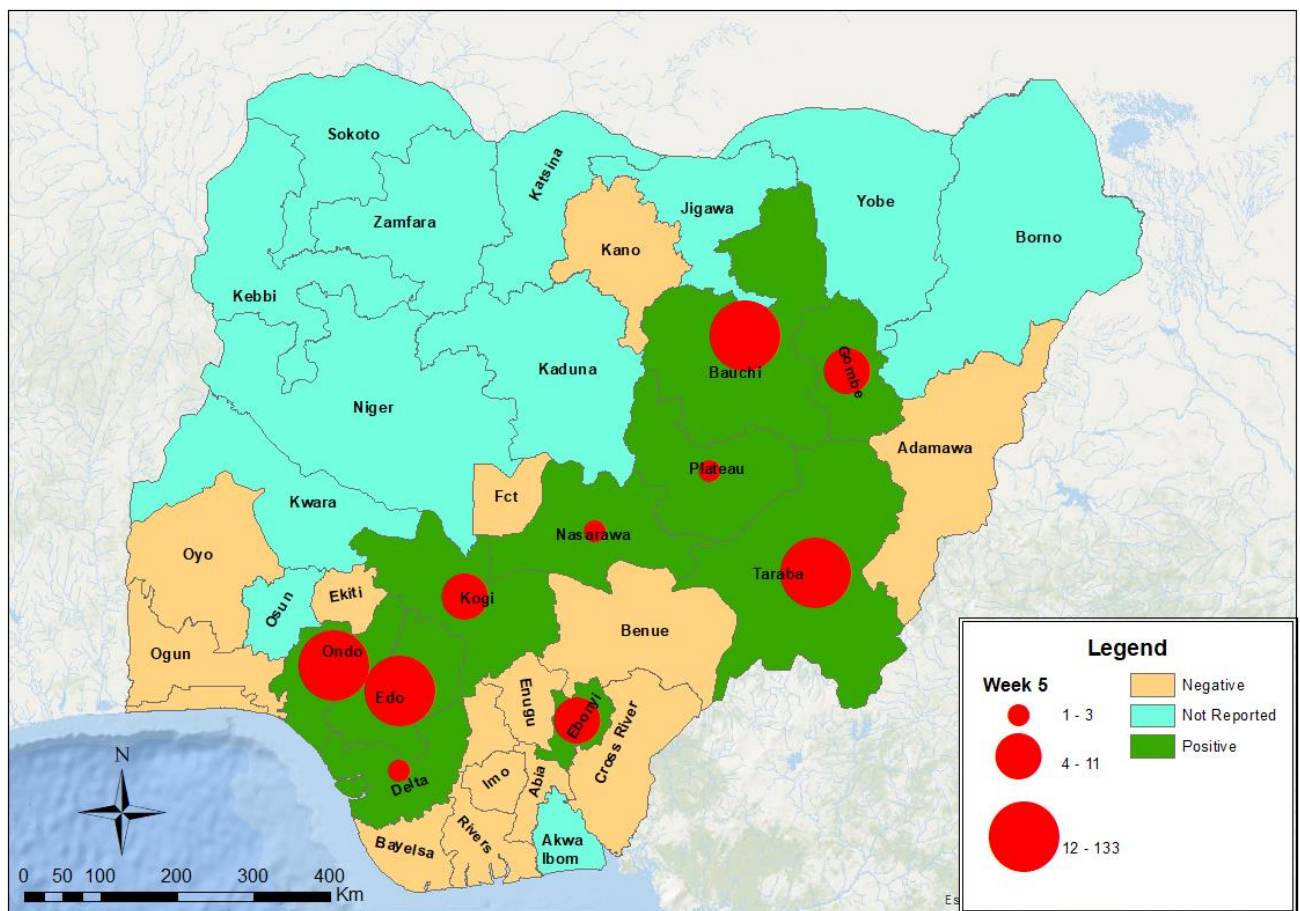 Sokoto
Katsina
Zamfara
Jigawa
Yobe
Borno
Kano
Kebbi
Kaduna
Bauchi
Gombe
Niger
Adamawa
Plateau
Kwara
Fct
Nasarawa
Oyo
Taraba
Osun
Ekiti
Kogi
Benue
Ogun
Ondo
Edo
Enugu
Ebonyi
Cross River
Delta
Imo
Abia
Bayelsa
Rivers
Akwa
Ibom
N
0 50 100 200 300 400
Km
Es
Legend
Week 5
1 - 3
4 - 11
12 - 133
Negative
Not Reported
Positive